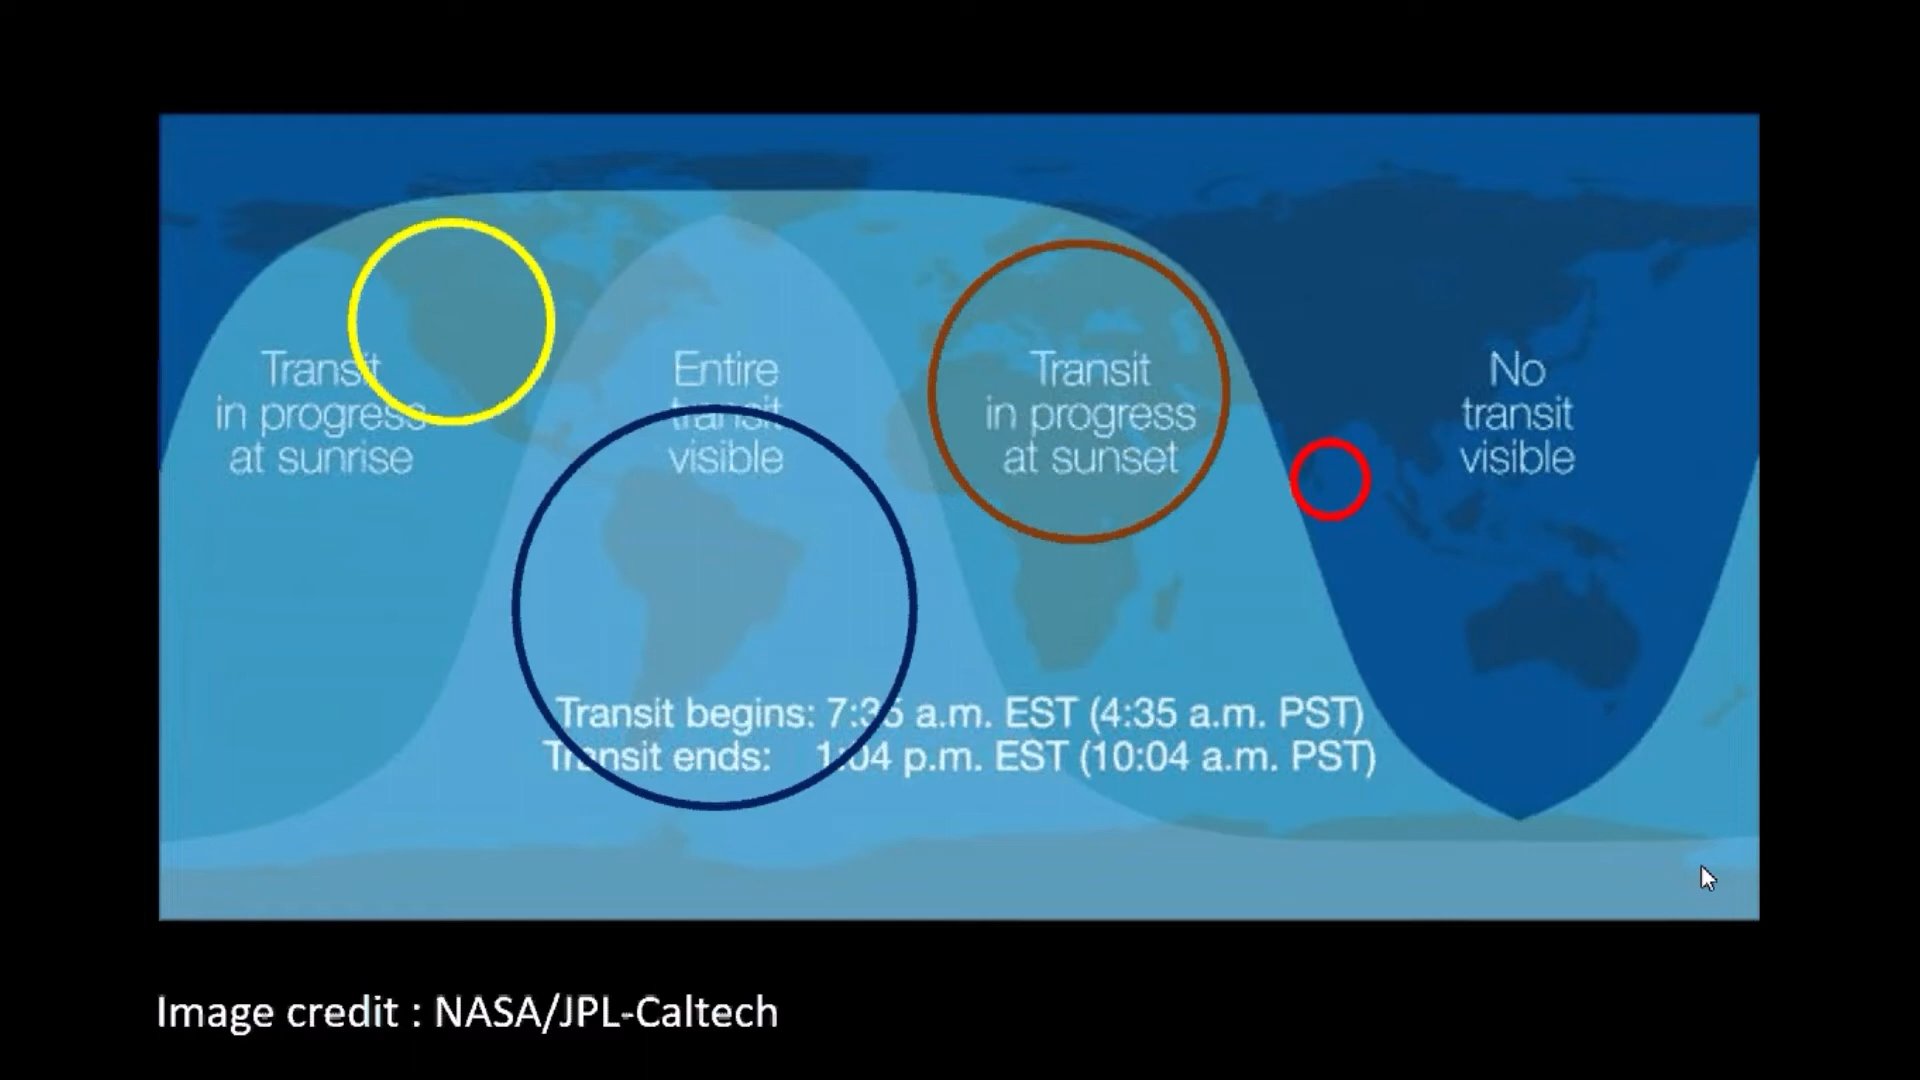 Transit
in progress
at sunrise
Entire
transit
visible
Transit
in progress
at sunset
No
transit
visible
Transit begins: 7:35 a.m. EST (4:35 a.m. PST)
Transit ends: 1:04 p.m. EST (10:04 a.m. PST)
Image credit : NASA/JPL-Caltech